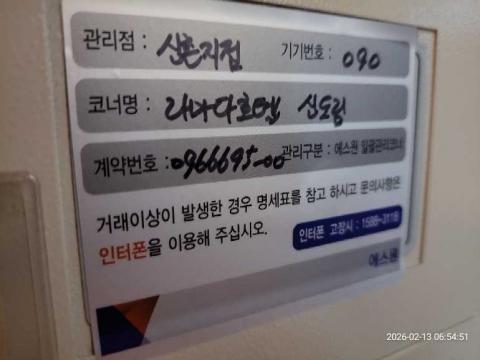 관리점 : 신촌지점 기기번호 : 090
코너명 : 라마다호텔 신도림
계약번호 : 0966695-00 관리구분 : 에스원 일괄관리코너
거래이상이 발생한 경우 명세표를 참고 하시고 문의사항은
인터폰을 이용해 주십시오.
인터폰 고장시 : 1588-3118
에스원
2026-02-13 06:54:51